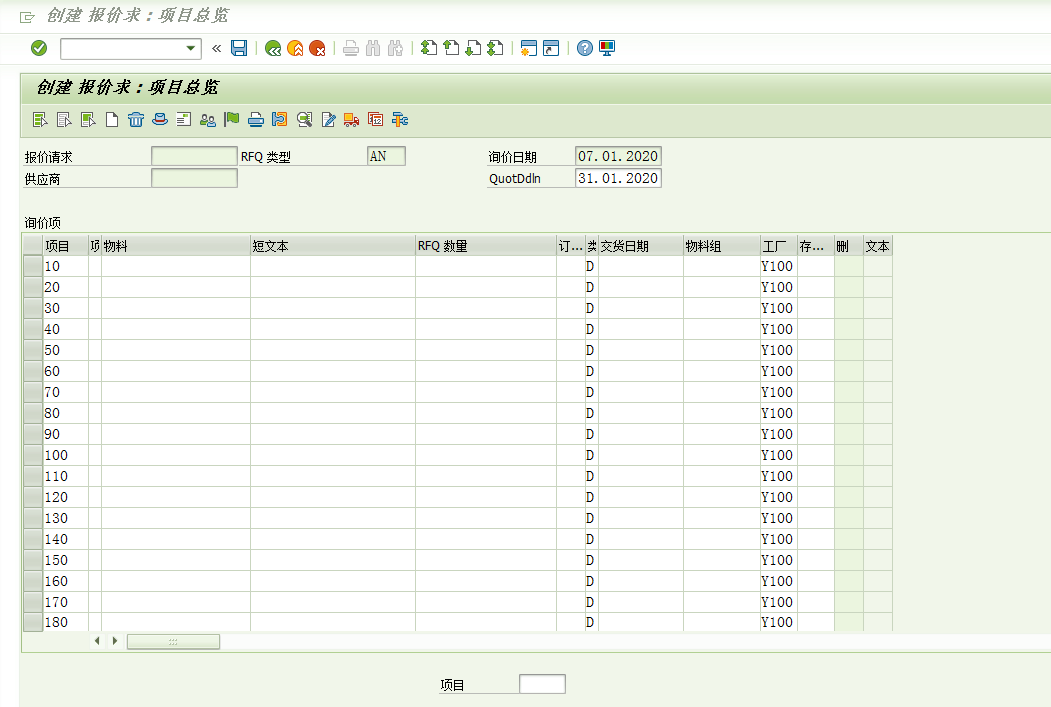 创建 报价求：项目总览
创建 报价求：项目总览
报价请求 RFQ 类型 AN 询价日期 07.01.2020
供应商 QuotDdln 31.01.2020
询价项
项目 项 物料 短文本 RFQ 数量 订... 类 交货日期 物料组 工厂 存... 删 文本
10 D Y100
20 D Y100
30 D Y100
40 D Y100
50 D Y100
60 D Y100
70 D Y100
80 D Y100
90 D Y100
100 D Y100
110 D Y100
120 D Y100
130 D Y100
140 D Y100
150 D Y100
160 D Y100
170 D Y100
180 D Y100
项目